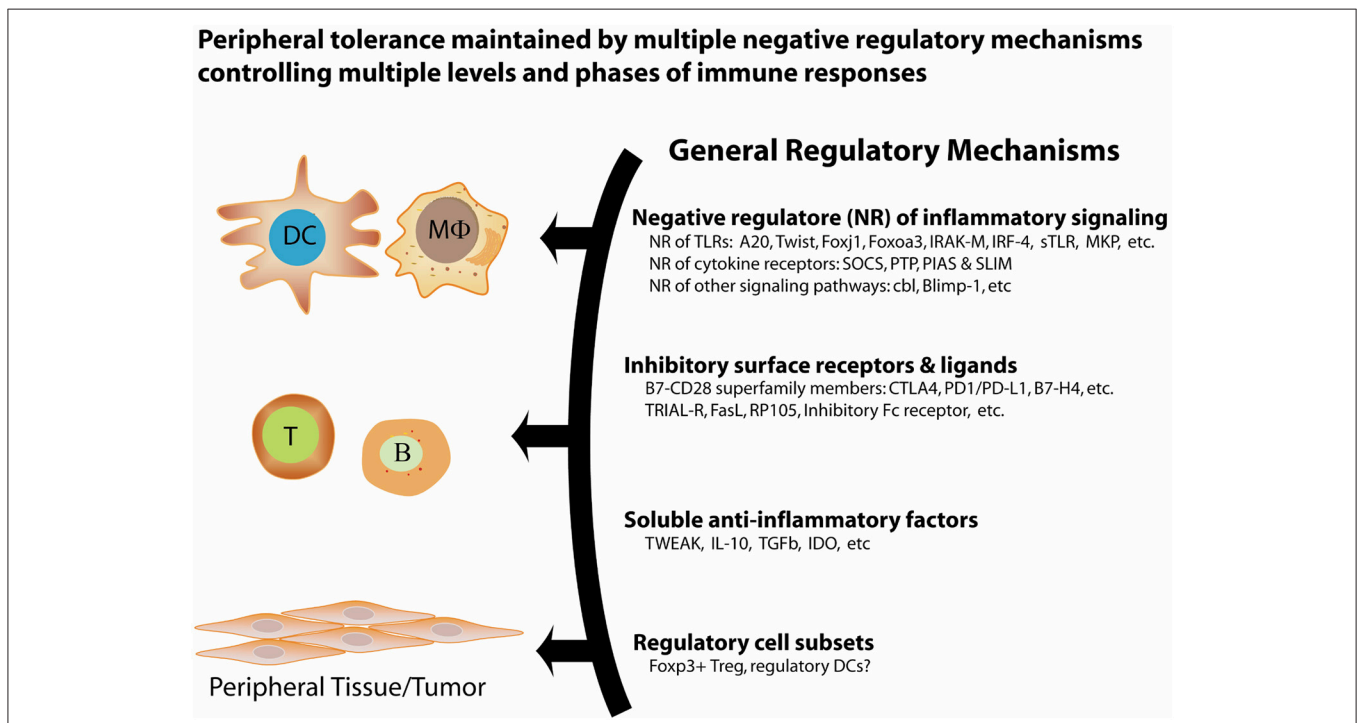 Peripheral tolerance maintained by multiple negative regulatory mechanisms
controlling multiple levels and phases of immune responses
General Regulatory Mechanisms
DC
MΦ
Negative regulatore (NR) of inflammatory signaling
NR of TLRs: A20, Twist, Foxj1, Foxoa3, IRAK-M, IRF-4, sTLR, MKP, etc.
NR of cytokine receptors: SOCS, PTP, PIAS & SLIM
NR of other signaling pathways: cbl, Blimp-1, etc
Inhibitory surface receptors & ligands
B7-CD28 superfamily members: CTLA4, PD1/PD-L1, B7-H4, etc.
TRIAL-R, FasL, RP105, Inhibitory Fc receptor, etc.
T
B
Soluble anti-inflammatory factors
TWEAK, IL-10, TGFb, IDO, etc
Regulatory cell subsets
Foxp3+ Treg, regulatory DCs?
Peripheral Tissue/Tumor